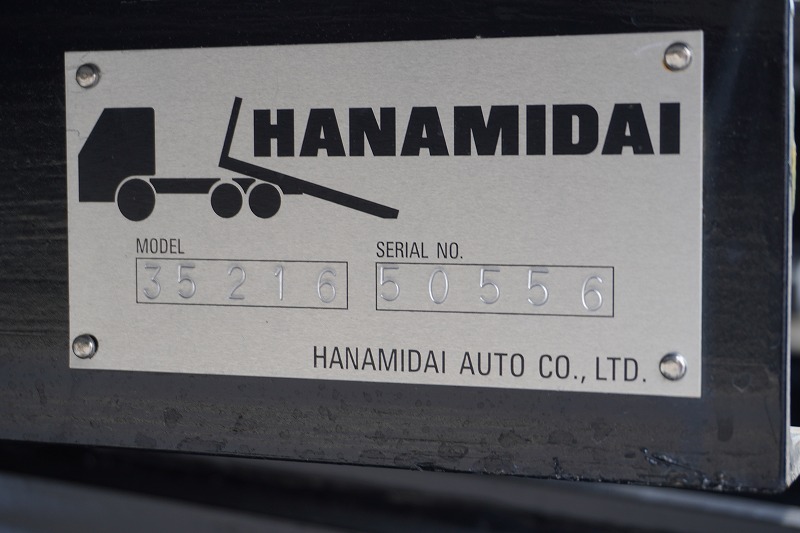 HANAMIDAI
MODEL SERIAL NO.
35216 50556
HANAMIDAI AUTO CO., LTD.